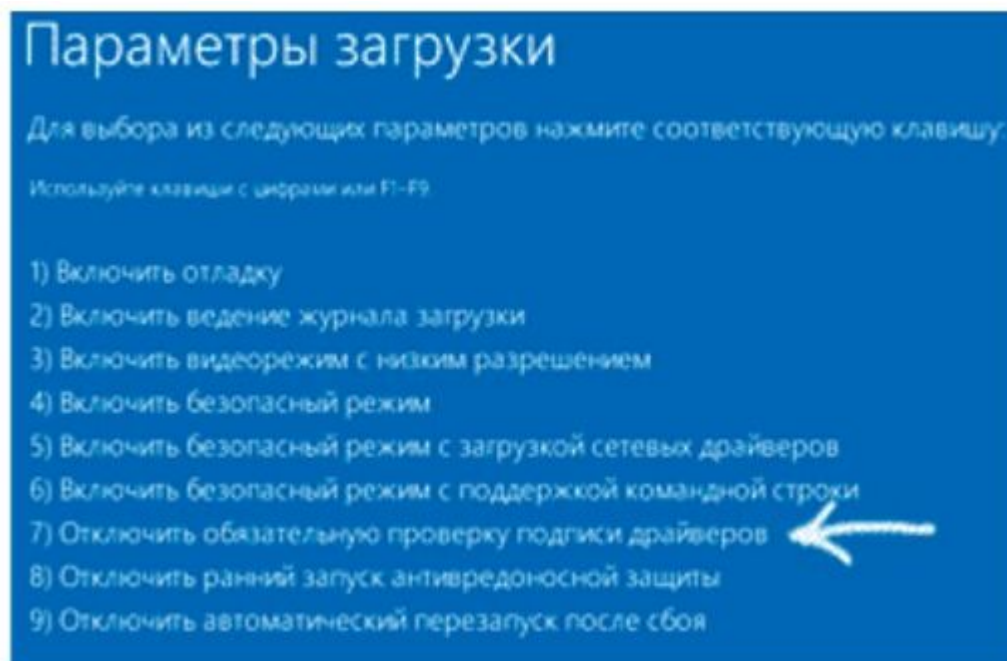 Параметры загрузки
Для выбора из следующих параметров нажмите соответствующую клавишу:
Используйте клавиши с цифрами или F1-F9.
1) Включить отладку
2) Включить ведение журнала загрузки
3) Включить видеорежим с низким разрешением
4) Включить безопасный режим
5) Включить безопасный режим с загрузкой сетевых драйверов
6) Включить безопасный режим с поддержкой командной строки
7) Отключить обязательную проверку подписи драйверов
8) Отключить ранний запуск антивредоносной защиты
9) Отключить автоматический перезапуск после сбоя